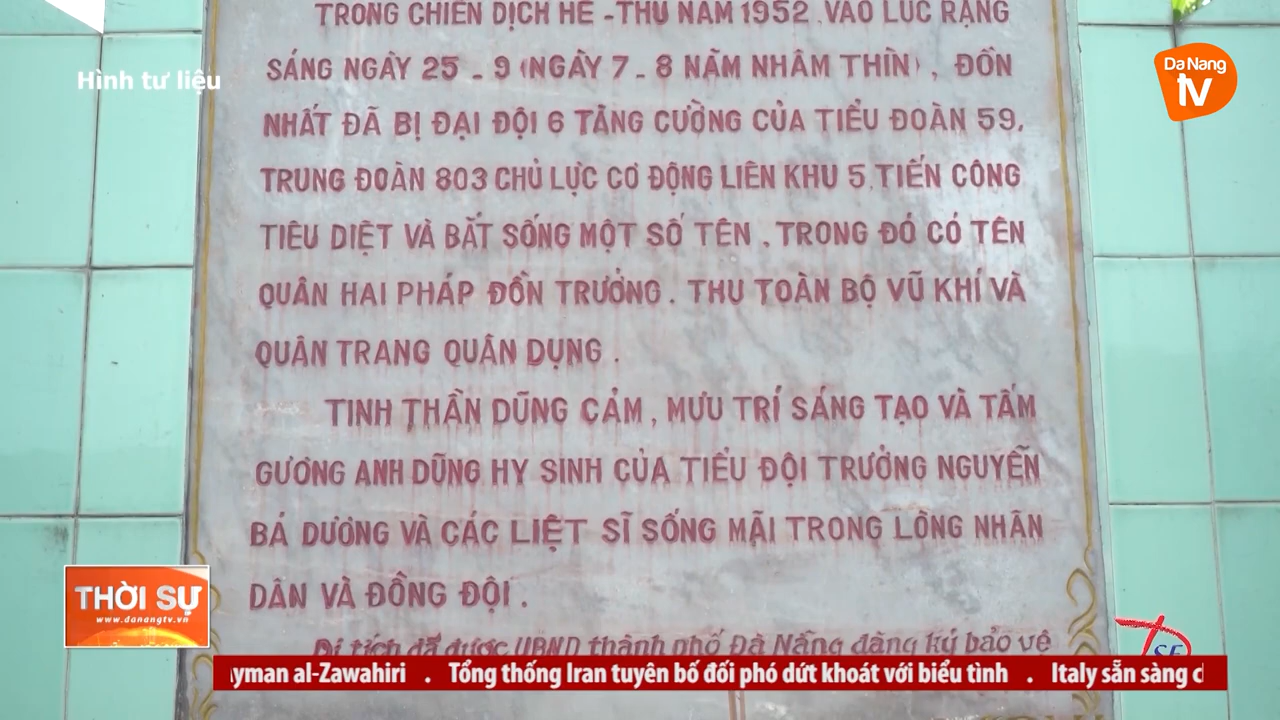 TRONG CHIẾN DỊCH HÈ - THU NĂM 1952. VÀO LÚC RẠNG
SÁNG NGÀY 25 - 9 (NGÀY 7 - 8 NĂM NHÂM THÌN), ĐỒN
NHẤT ĐÃ BỊ ĐẠI ĐỘI 6 TĂNG CƯỜNG CỦA TIỂU ĐOÀN 59,
TRUNG ĐOÀN 803 CHỦ LỰC CƠ ĐỘNG LIÊN KHU 5, TIẾN CÔNG
TIÊU DIỆT VÀ BẮT SỐNG MỘT SỐ TÊN, TRONG ĐÓ CÓ TÊN
QUÂN HAI PHÁP ĐỒN TRƯỞNG. THU TOÀN BỘ VŨ KHÍ VÀ
QUÂN TRANG QUÂN DỤNG.
TINH THẦN DŨNG CẢM, MƯU TRÍ SÁNG TẠO VÀ TẤM
GƯƠNG ANH DŨNG HY SINH CỦA TIỂU ĐỘI TRƯỞNG NGUYỄN
BÁ DƯƠNG VÀ CÁC LIỆT SĨ SỐNG MÃI TRONG LÒNG NHÂN
DÂN VÀ ĐỒNG ĐỘI.
Di tích đã được UBND thành phố Đà Nẵng đăng ký bảo vệ
Hình tư liệu
Da Nang
tv
THỜI SỰ
www.danangtv.vn
yman al-Zawahiri . Tổng thống Iran tuyên bố đối phó dứt khoát với biểu tình . Italy sẵn sàng